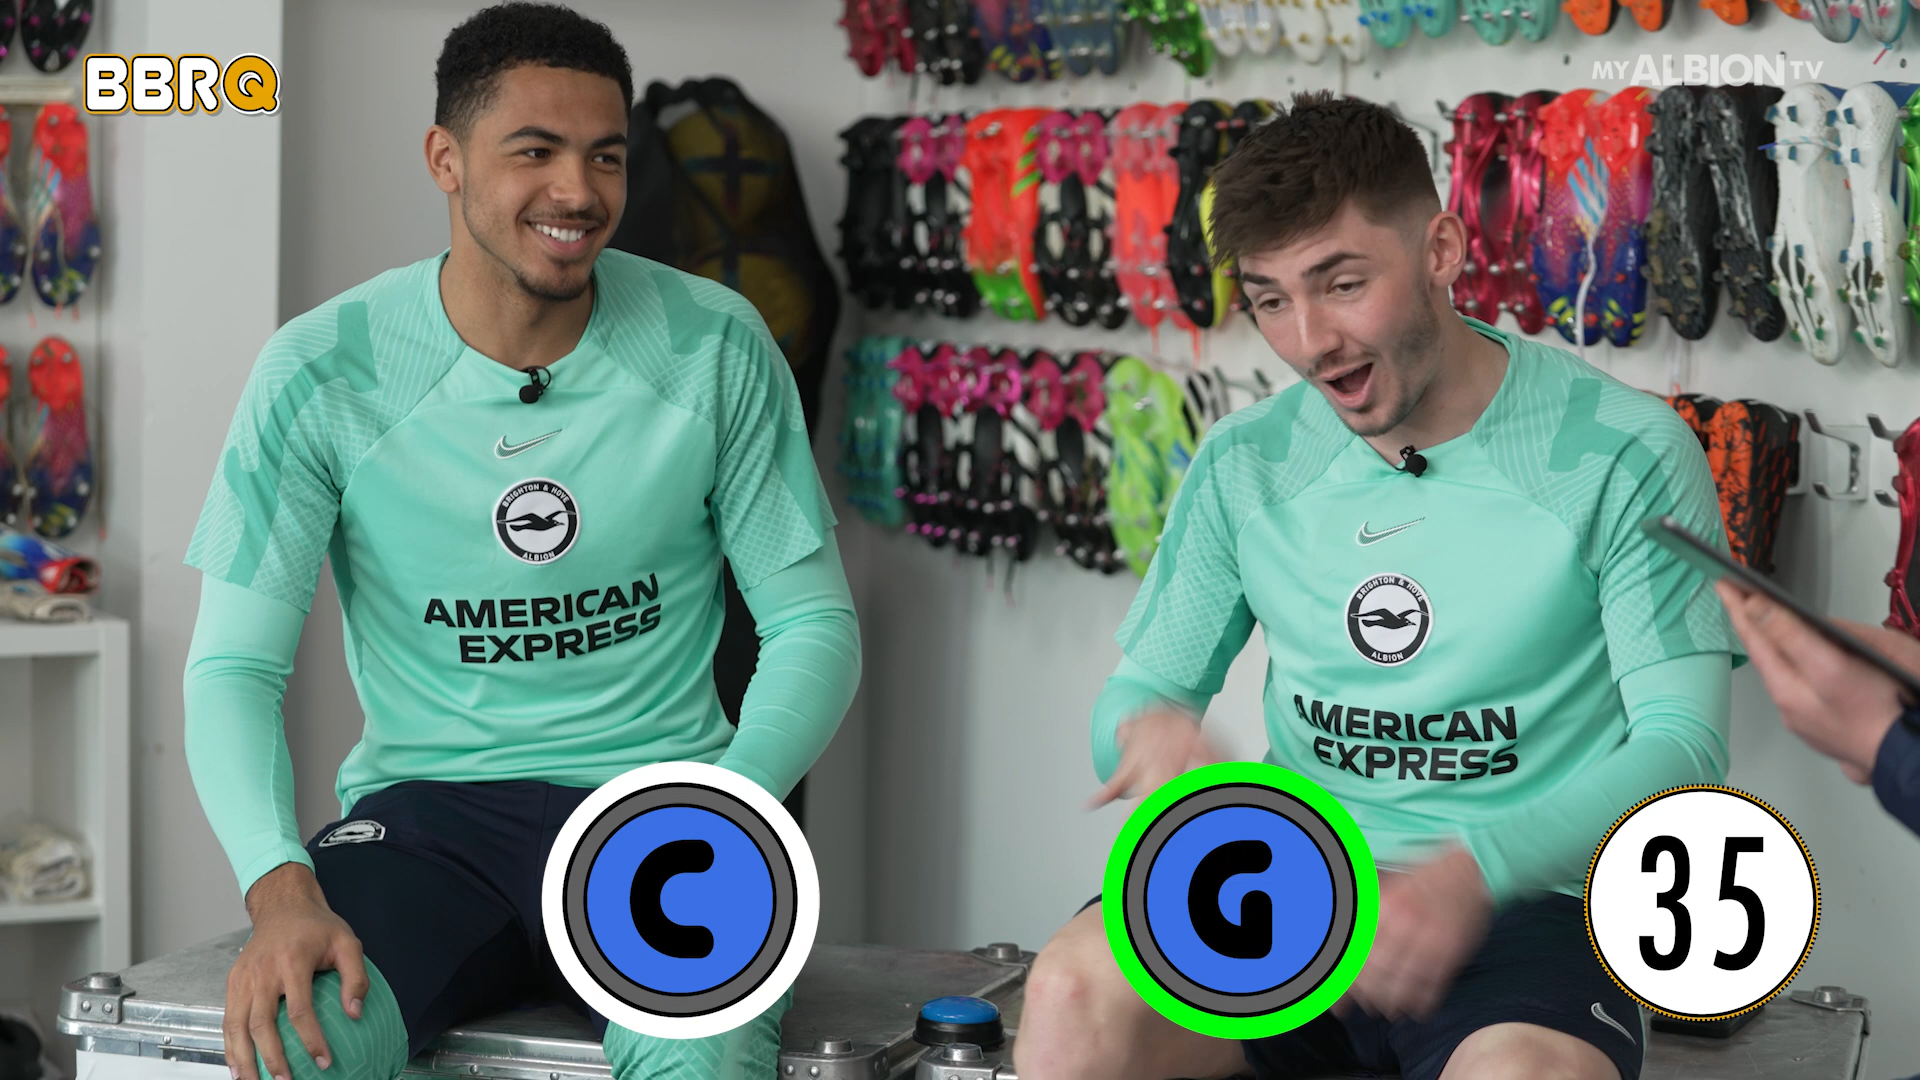 BBRQ
MYALBIONTV
BRIGHTON & HOVE
ALBION
AMERICAN
EXPRESS
BRIGHTON & HOVE
ALBION
AMERICAN
EXPRESS
C
G
35